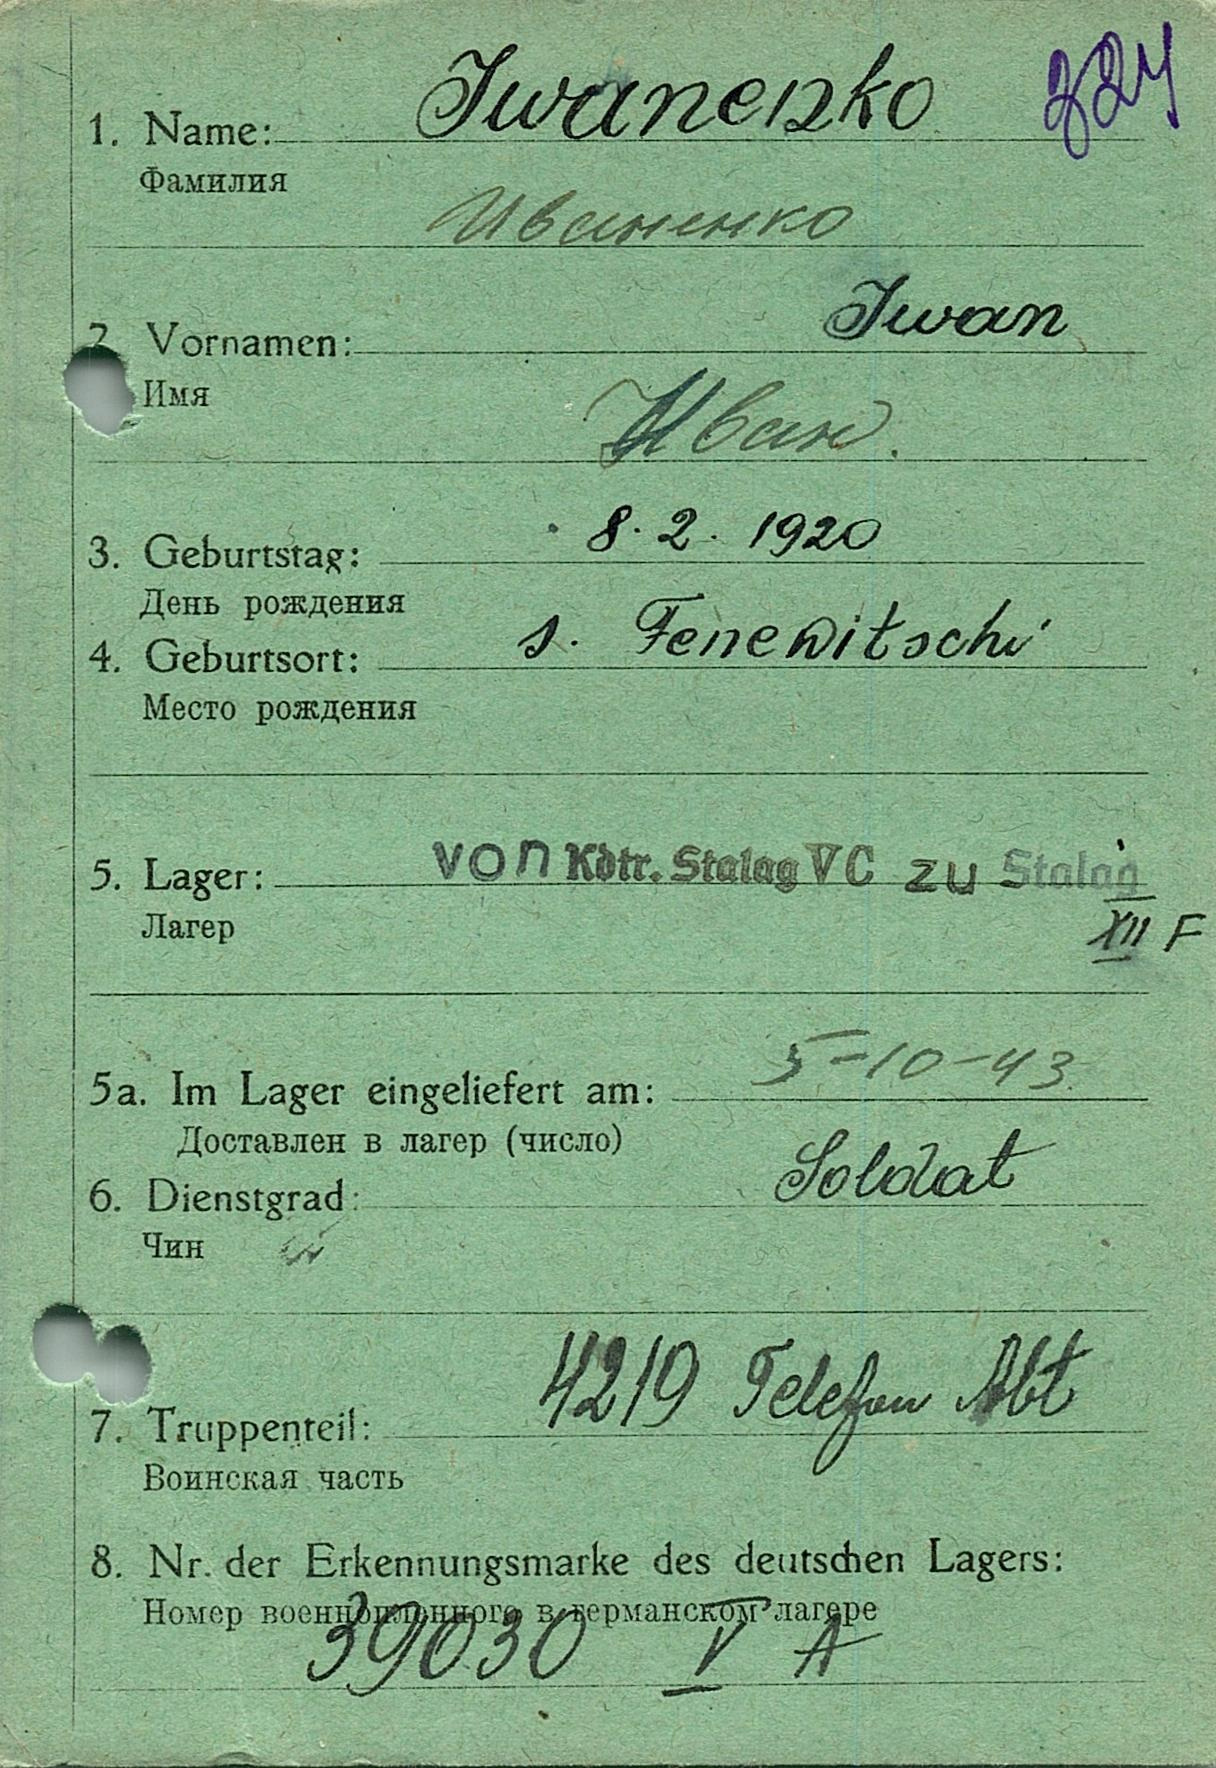 327
1. Name: Iwanenko
Фамилия
Иваненко
2. Vornamen: Iwan
Имя
Иван.
3. Geburtstag: 8. 2. 1920
День рождения
4. Geburtsort: s. Fenewitschi
Место рождения
5. Lager: von Kdtr. Stalag VC zu Stalag
Лагер XII F
5a. Im Lager eingeliefert am: 5-10-43
Доставлен в лагер (число)
6. Dienstgrad: Soldat
Чин
7. Truppenteil: 4219 Telefon Abt
Воинская часть
8. Nr. der Erkennungsmarke des deutschen Lagers:
Номер военнопленного в германском лагере
39030 V A